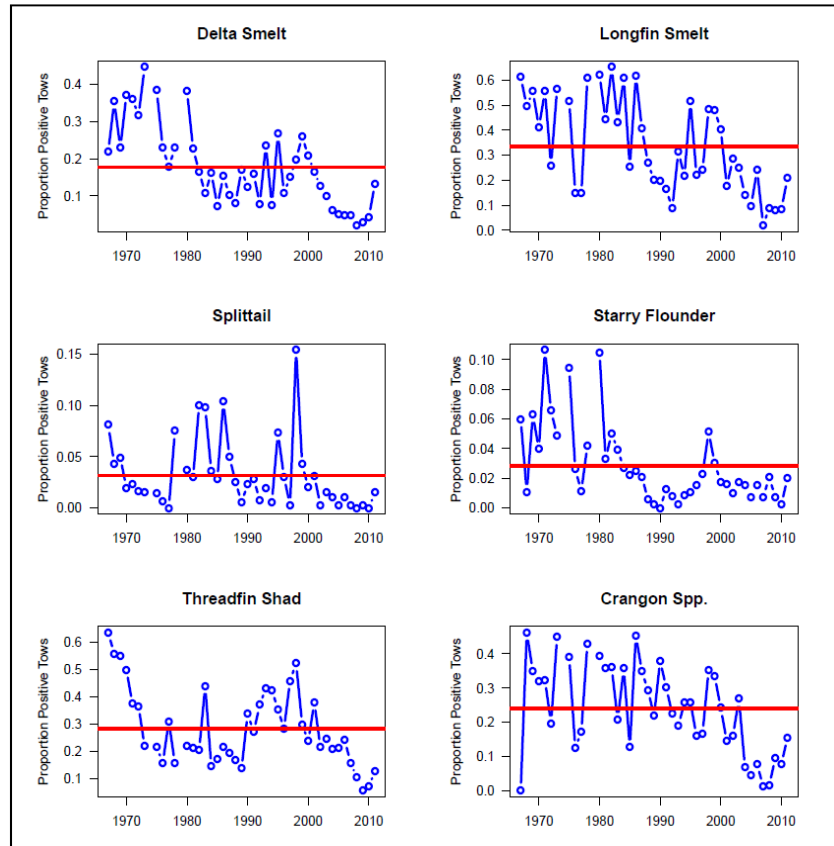 Delta Smelt
Proportion Positive Tows
0.4
0.3
0.2
0.1
1970 1980 1990 2000 2010
Longfin Smelt
Proportion Positive Tows
0.6
0.5
0.4
0.3
0.2
0.1
0.0
1970 1980 1990 2000 2010
Splittail
Proportion Positive Tows
0.15
0.10
0.05
0.00
1970 1980 1990 2000 2010
Starry Flounder
Proportion Positive Tows
0.10
0.08
0.06
0.04
0.02
0.00
1970 1980 1990 2000 2010
Threadfin Shad
Proportion Positive Tows
0.6
0.5
0.4
0.3
0.2
0.1
1970 1980 1990 2000 2010
Crangon Spp.
Proportion Positive Tows
0.4
0.3
0.2
0.1
0.0
1970 1980 1990 2000 2010